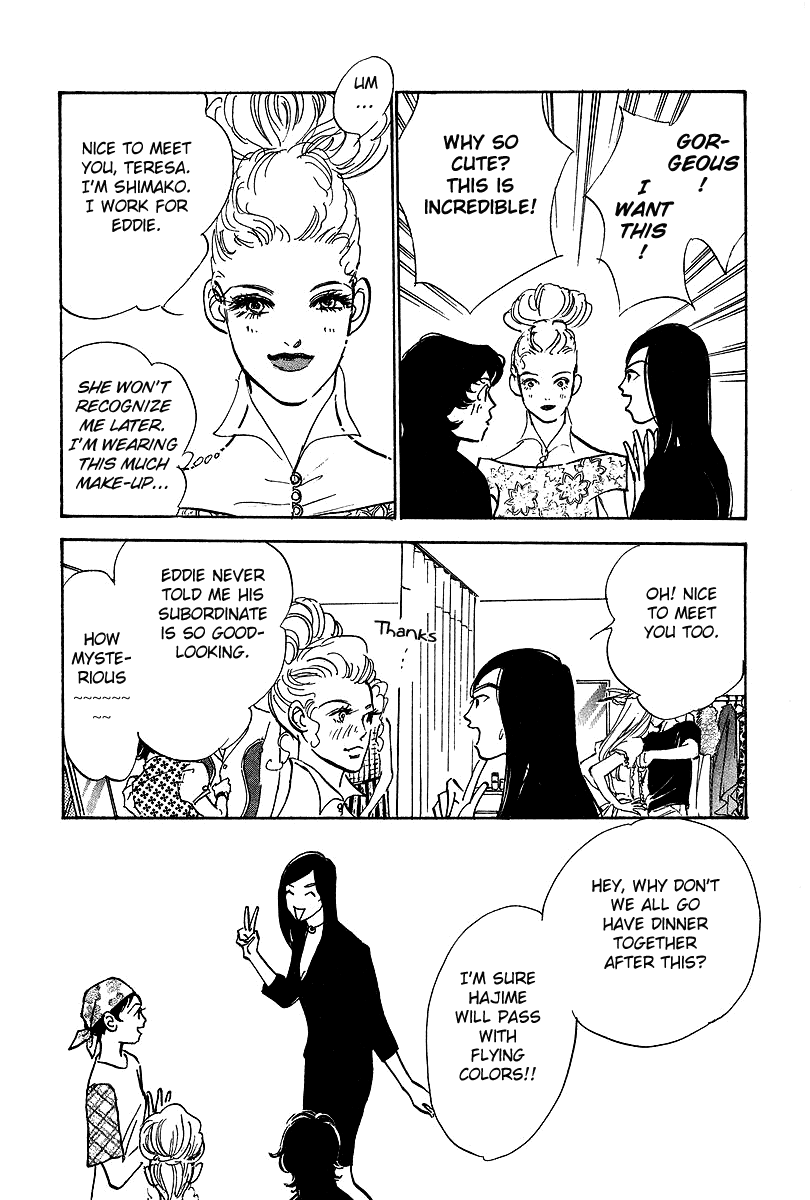 GOR-
GEOUS
!
I
WANT
THIS
!
WHY SO
CUTE?
THIS IS
INCREDIBLE!
UM
...
NICE TO MEET
YOU, TERESA.
I'M SHIMAKO.
I WORK FOR
EDDIE.
SHE WON'T
RECOGNIZE
ME LATER.
I'M WEARING
THIS MUCH
MAKE-UP...
OH! NICE
TO MEET
YOU TOO.
EDDIE NEVER
TOLD ME HIS
SUBORDINATE
IS SO GOOD-
LOOKING.
Thanks
...
HOW
MYSTE-
RIOUS
~~~~~~
~~
HEY, WHY DON'T
WE ALL GO
HAVE DINNER
TOGETHER
AFTER THIS?
I'M SURE
HAJIME
WILL PASS
WITH
FLYING
COLORS!!